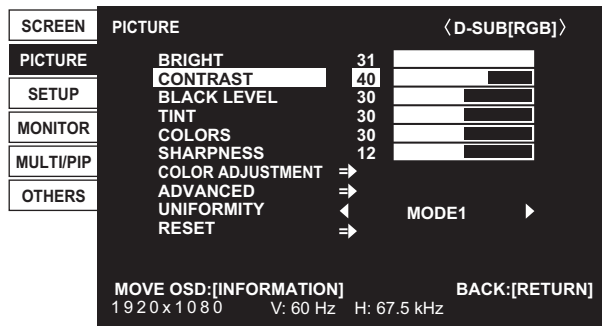 SCREEN
PICTURE
SETUP
MONITOR
MULTI/PIP
OTHERS
PICTURE 〈D-SUB[RGB]〉
BRIGHT 31
CONTRAST 40
BLACK LEVEL 30
TINT 30
COLORS 30
SHARPNESS 12
COLOR ADJUSTMENT
ADVANCED
UNIFORMITY MODE1
RESET
MOVE OSD:[INFORMATION] BACK:[RETURN]
1920x1080 V: 60 Hz H: 67.5 kHz